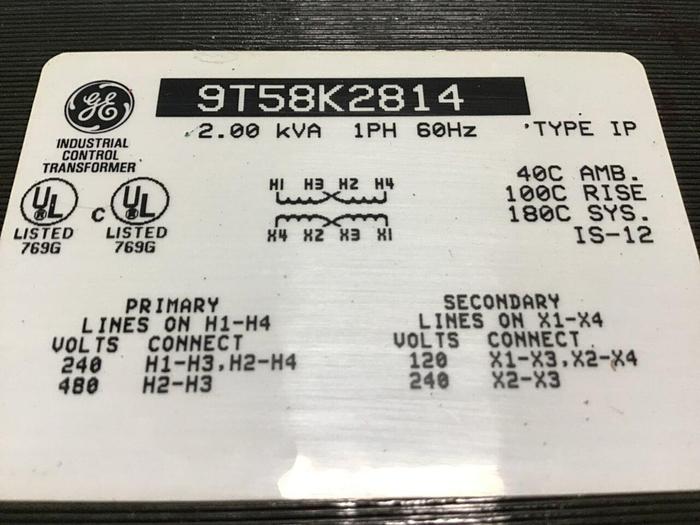 GE
9T58K2814
2.00 kVA 1PH 60Hz TYPE IP
INDUSTRIAL
CONTROL
TRANSFORMER
40C AMB.
100C RISE
180C SYS.
IS-12
UL ® c UL ®
LISTED LISTED
769G 769G
H1 H3 H2 H4
X4 X2 X3 X1
PRIMARY
LINES ON H1-H4
VOLTS CONNECT
240 H1-H3,H2-H4
480 H2-H3
SECONDARY
LINES ON X1-X4
VOLTS CONNECT
120 X1-X3,X2-X4
240 X2-X3